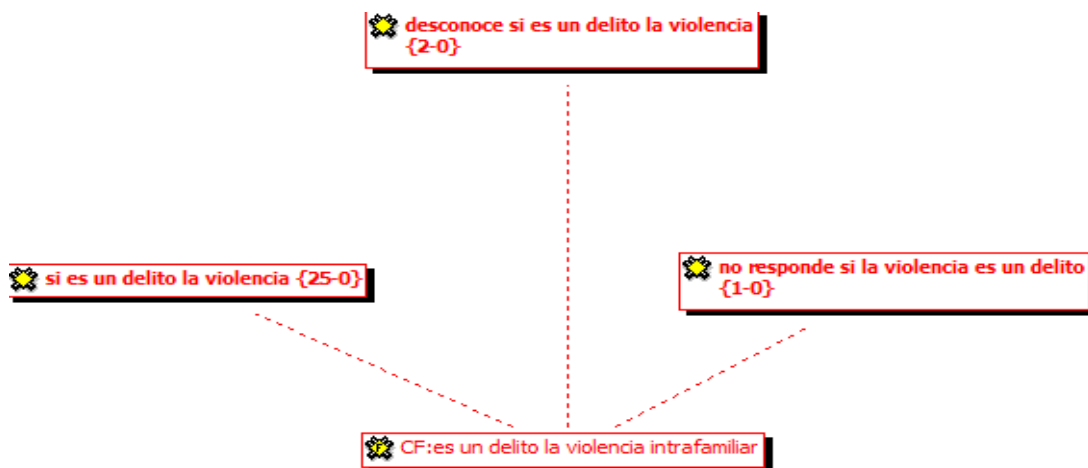 desconoce si es un delito la violencia
{2-0}
si es un delito la violencia {25-0}
no responde si la violencia es un delito
{1-0}
CF:es un delito la violencia intrafamiliar